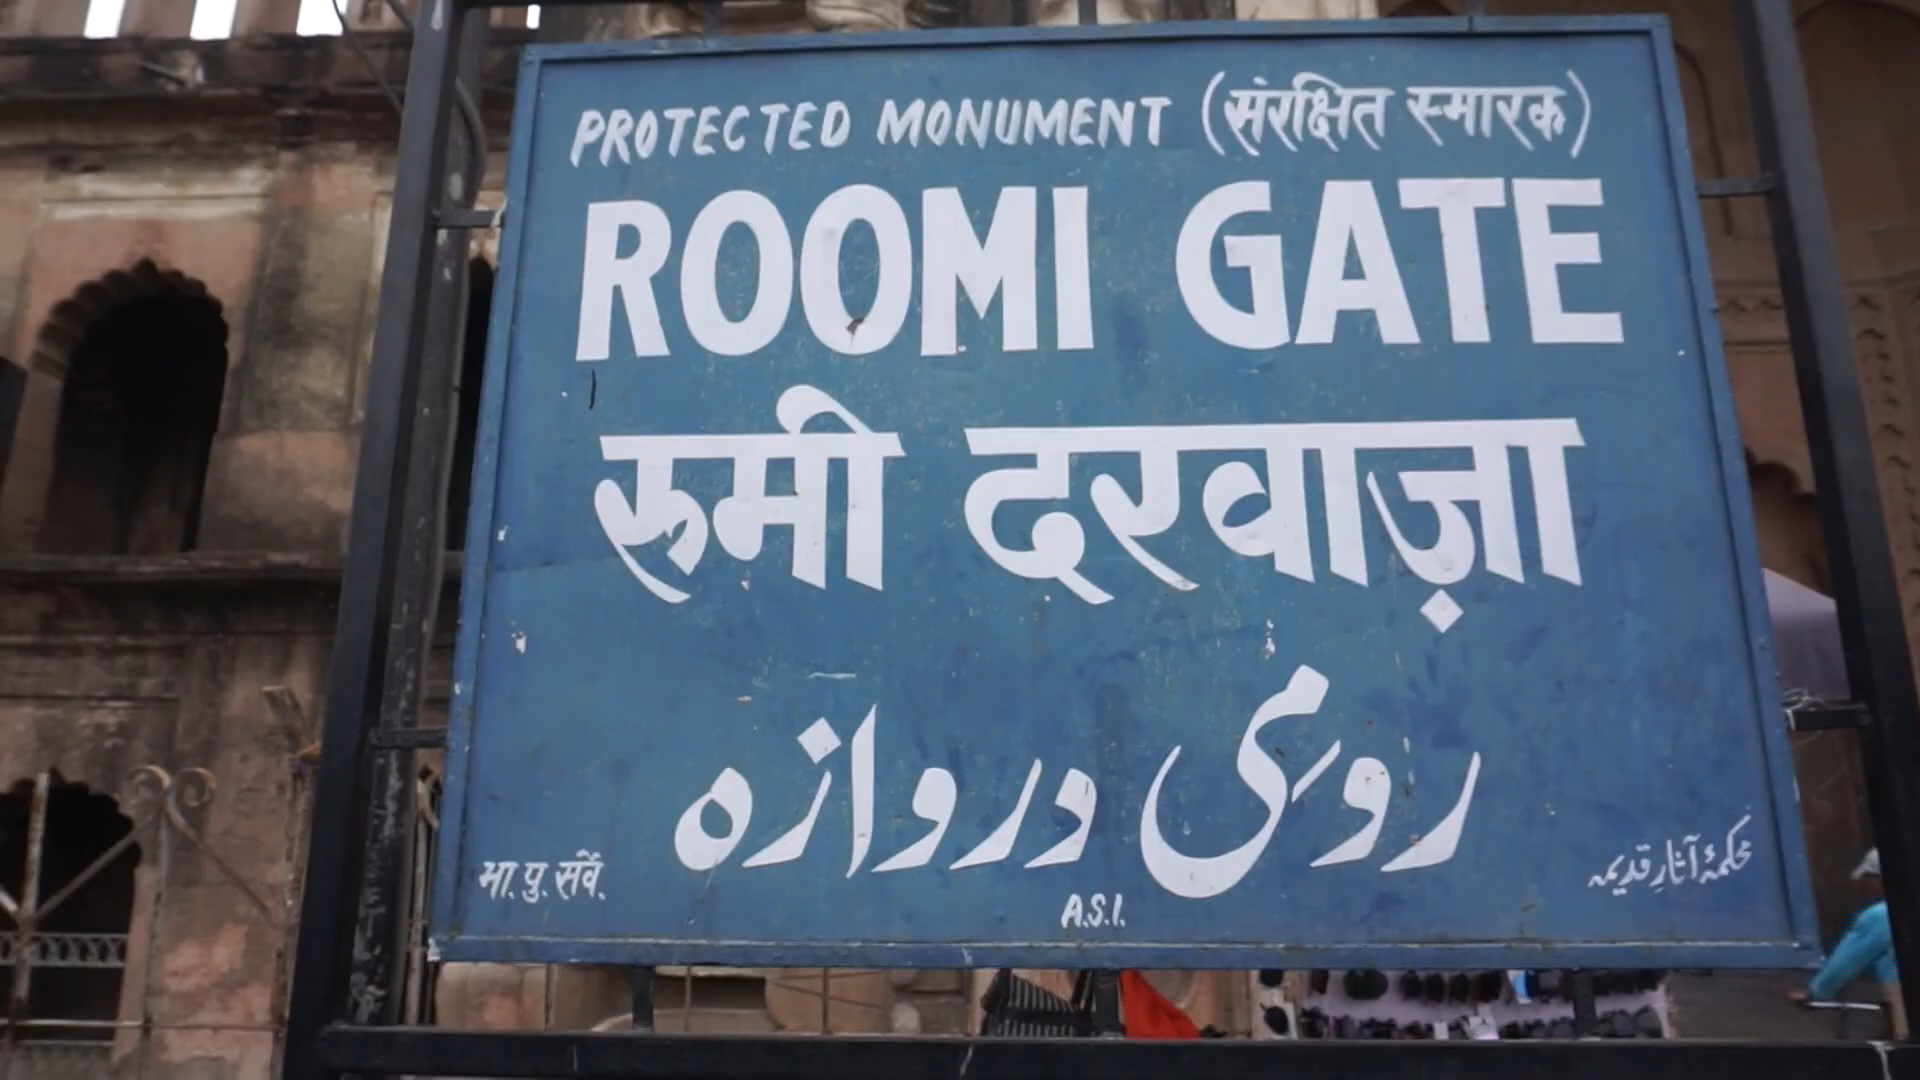 PROTECTED MONUMENT (संरक्षित स्मारक)
ROOMI GATE
रुमी दरवाज़ा
رومی دروازہ
भा. पु. सर्वे.
A.S.I.
محکمۂ آثارِ قدیمہ